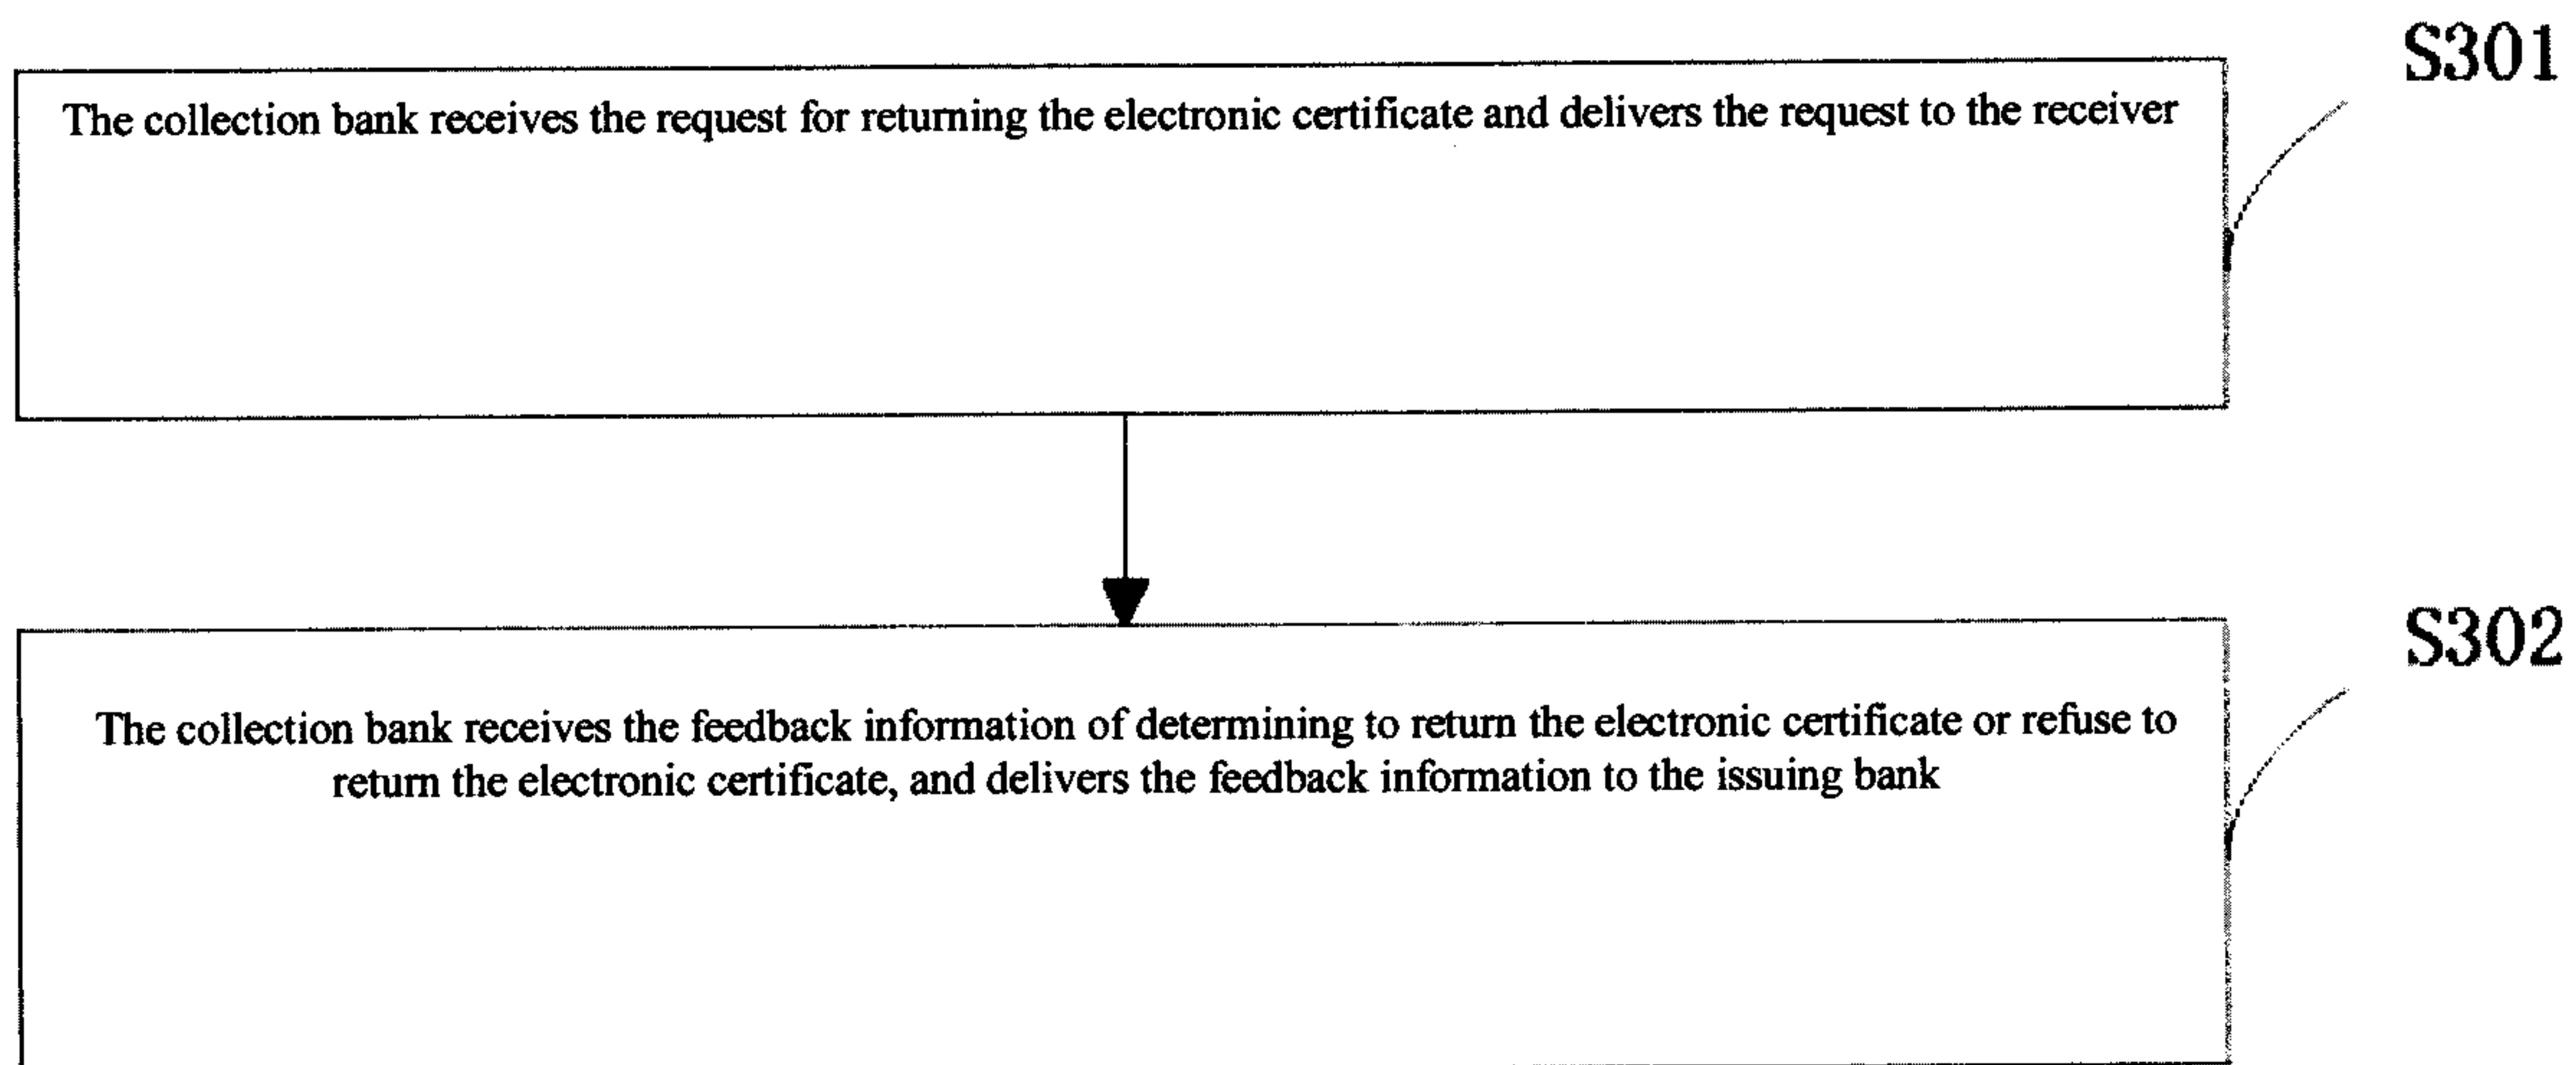 S301
The collection bank receives the request for returning the electronic certificate and delivers the request to the receiver
S302
The collection bank receives the feedback information of determining to return the electronic certificate or refuse to
return the electronic certificate, and delivers the feedback information to the issuing bank